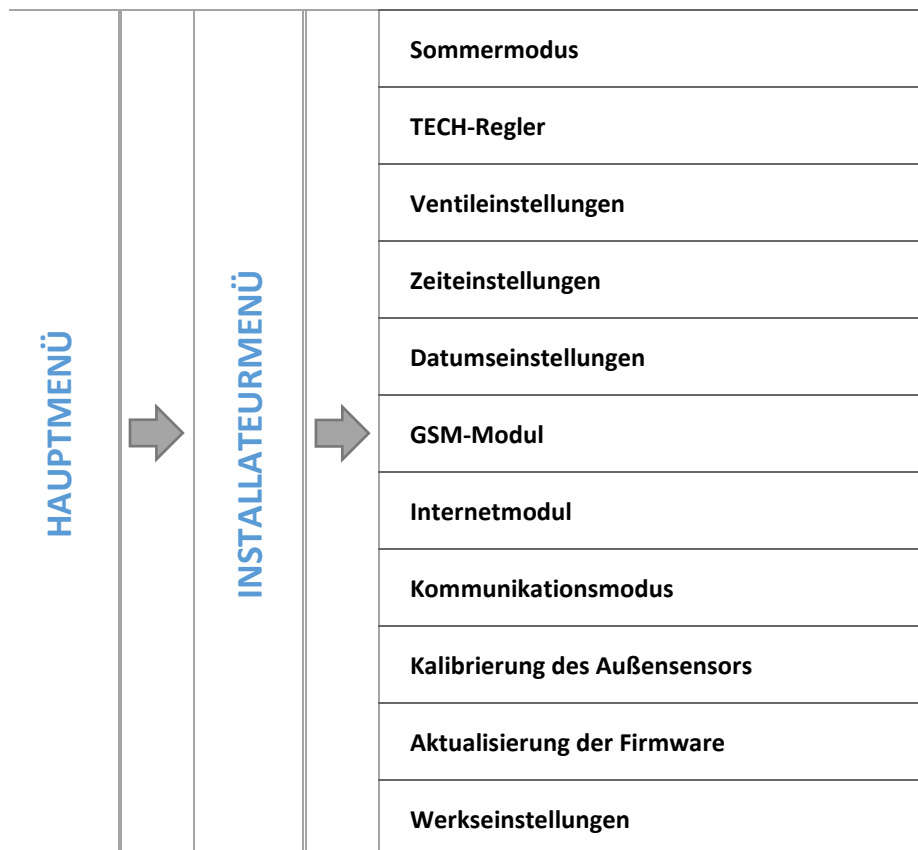 HAUPTMENÜ
INSTALLATEURMENÜ
Sommermodus
TECH-Regler
Ventileinstellungen
Zeiteinstellungen
Datumseinstellungen
GSM-Modul
Internetmodul
Kommunikationsmodus
Kalibrierung des Außensensors
Aktualisierung der Firmware
Werkseinstellungen